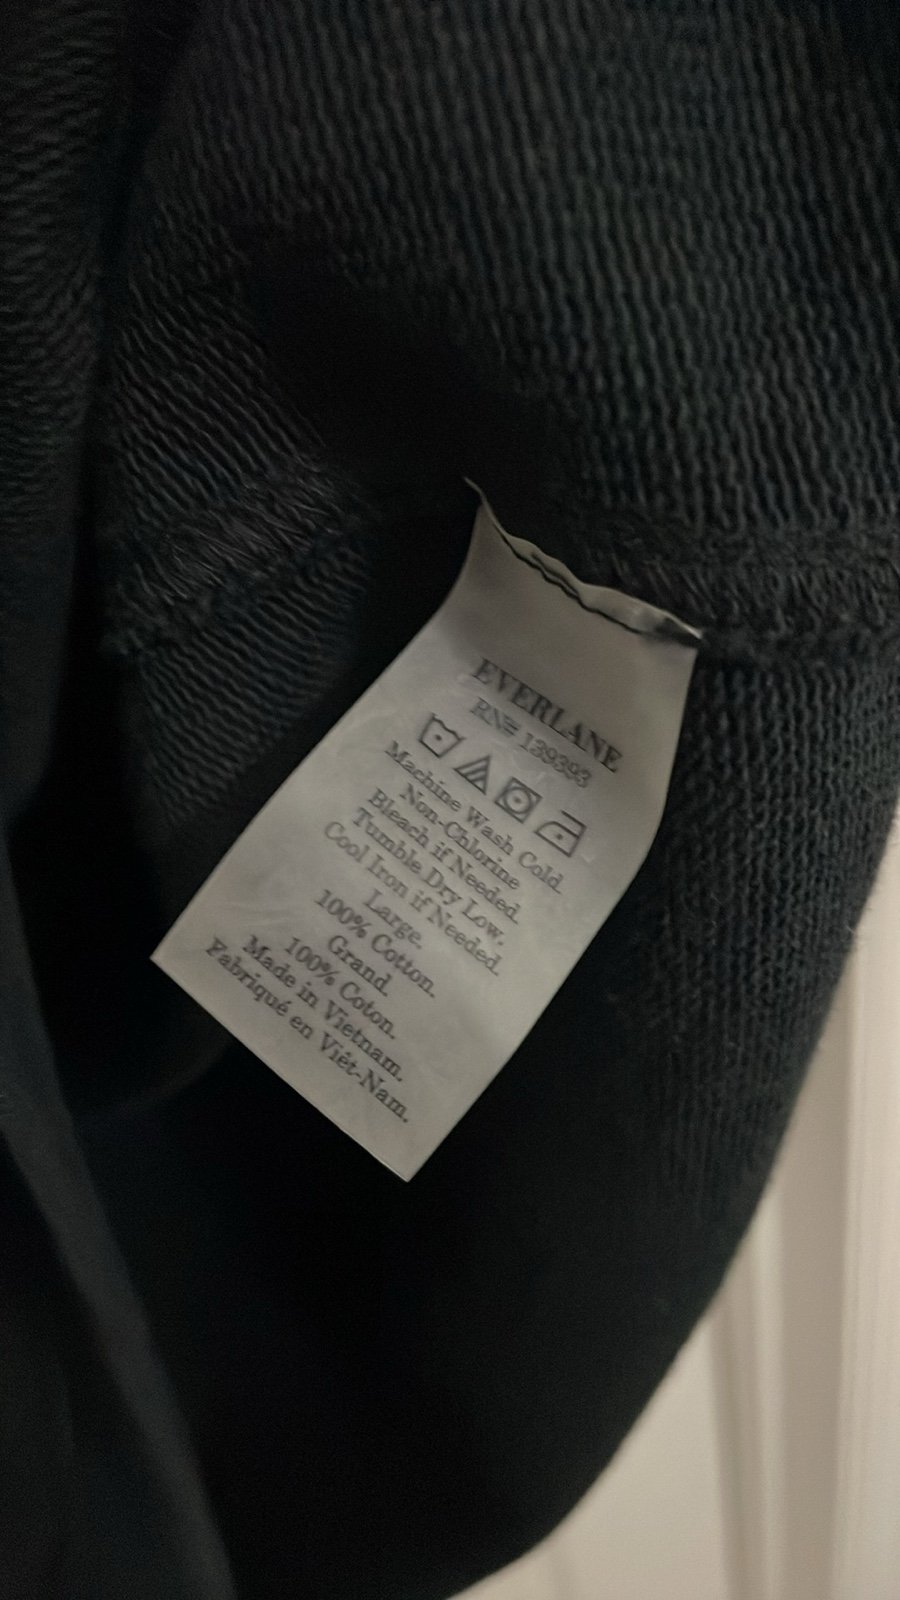 EVERLANE
RN# 139393
Machine Wash Cold.
Non-Chlorine
Bleach if Needed.
Tumble Dry Low.
Cool Iron if Needed.
Large.
100% Cotton.
Grand.
100% Coton.
Made in Vietnam.
Fabriqué en Viêt-Nam.